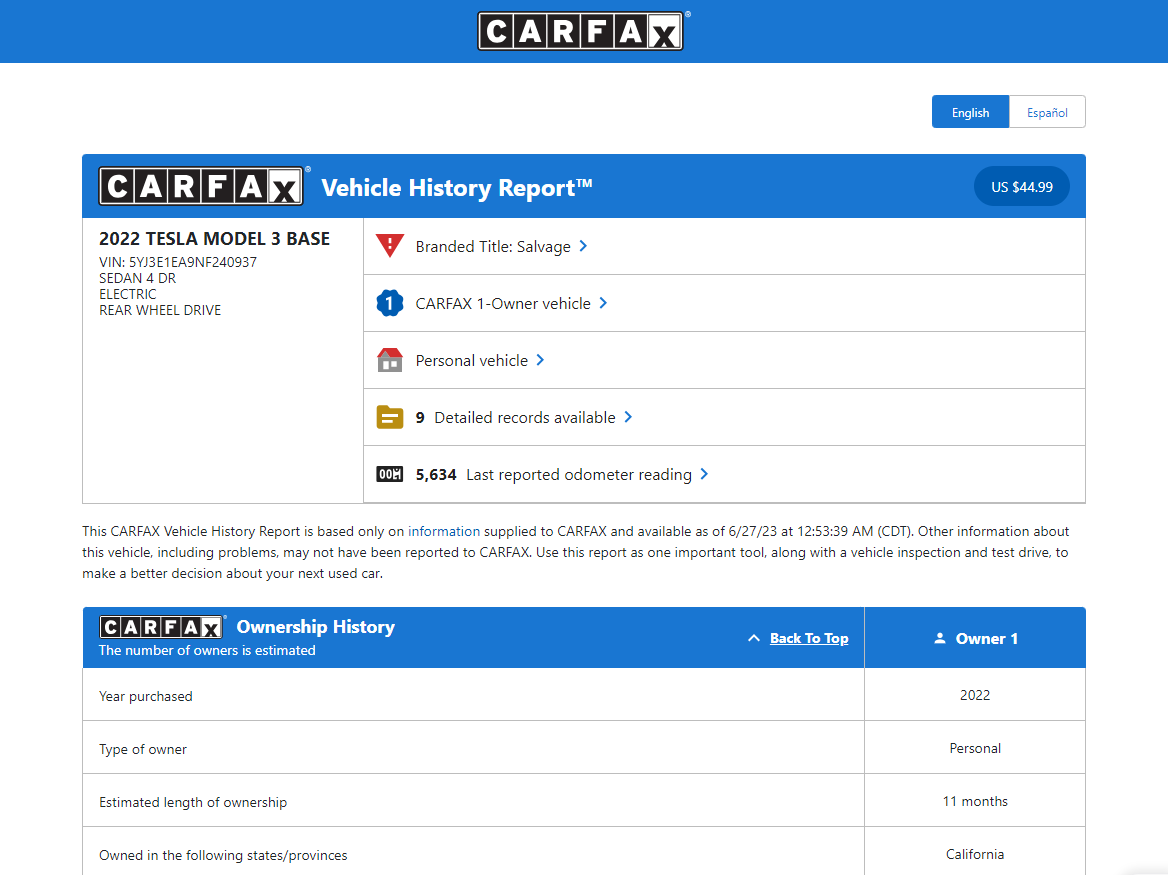 CARFAX®
English Español
CARFAX® Vehicle History Report™ US $44.99
2022 TESLA MODEL 3 BASE
VIN: 5YJ3E1EA9NF240937
SEDAN 4 DR
ELECTRIC
REAR WHEEL DRIVE
Branded Title: Salvage
1 CARFAX 1-Owner vehicle
Personal vehicle
9 Detailed records available
5,634 Last reported odometer reading
This CARFAX Vehicle History Report is based only on information supplied to CARFAX and available as of 6/27/23 at 12:53:39 AM (CDT). Other information about
this vehicle, including problems, may not have been reported to CARFAX. Use this report as one important tool, along with a vehicle inspection and test drive, to
make a better decision about your next used car.
CARFAX® Ownership History
The number of owners is estimated
Back To Top
Owner 1
Year purchased 2022
Type of owner Personal
Estimated length of ownership 11 months
Owned in the following states/provinces California